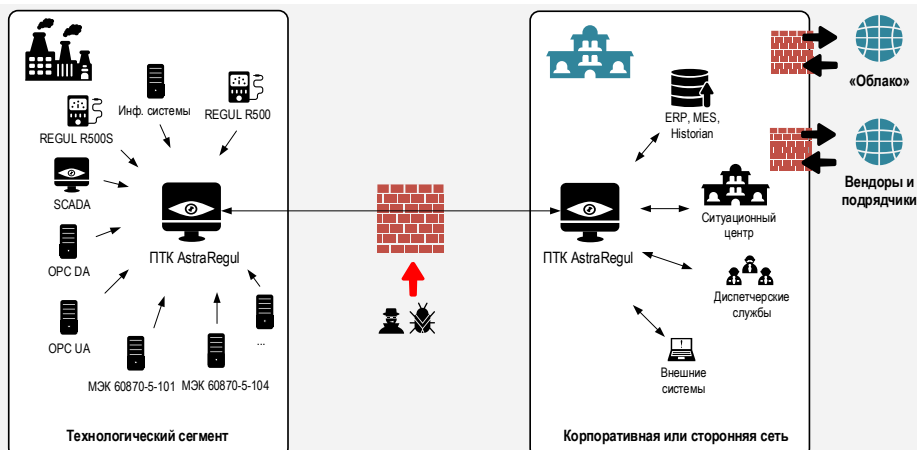 Инф. системы
REGUL R500
REGUL R500S
SCADA
ПТК AstraRegul
OPC DA
OPC UA
...
МЭК 60870-5-101
МЭК 60870-5-104
Технологический сегмент
ERP, MES,
Historian
ПТК AstraRegul
Ситуационный
центр
Диспетчерские
службы
Внешние
системы
Корпоративная или сторонняя сеть
«Облако»
Вендоры и
подрядчики